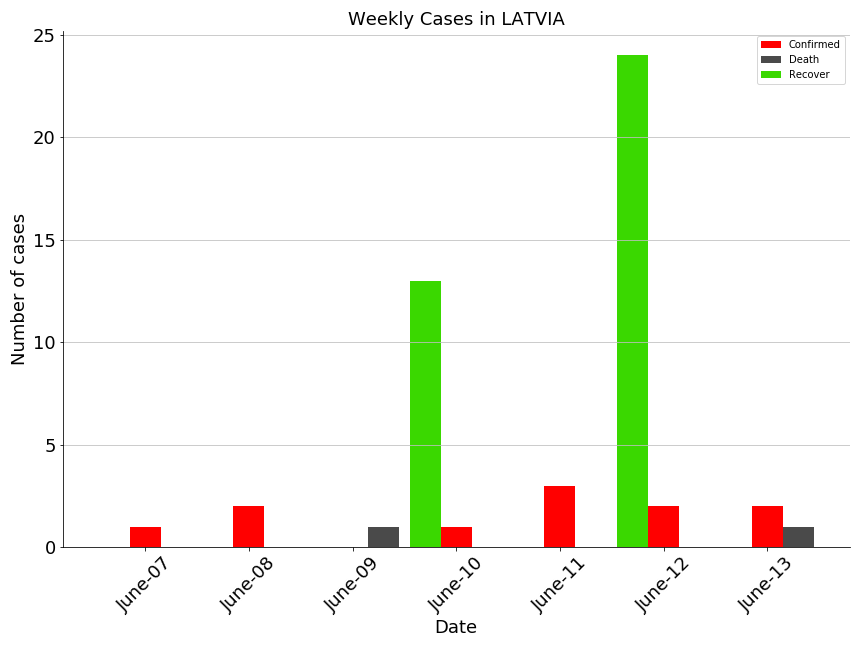 Weekly Cases in LATVIA
Confirmed
Death
Recover
25
20
15
10
5
0
Number of cases
June-07
June-08
June-09
June-10
June-11
June-12
June-13
Date